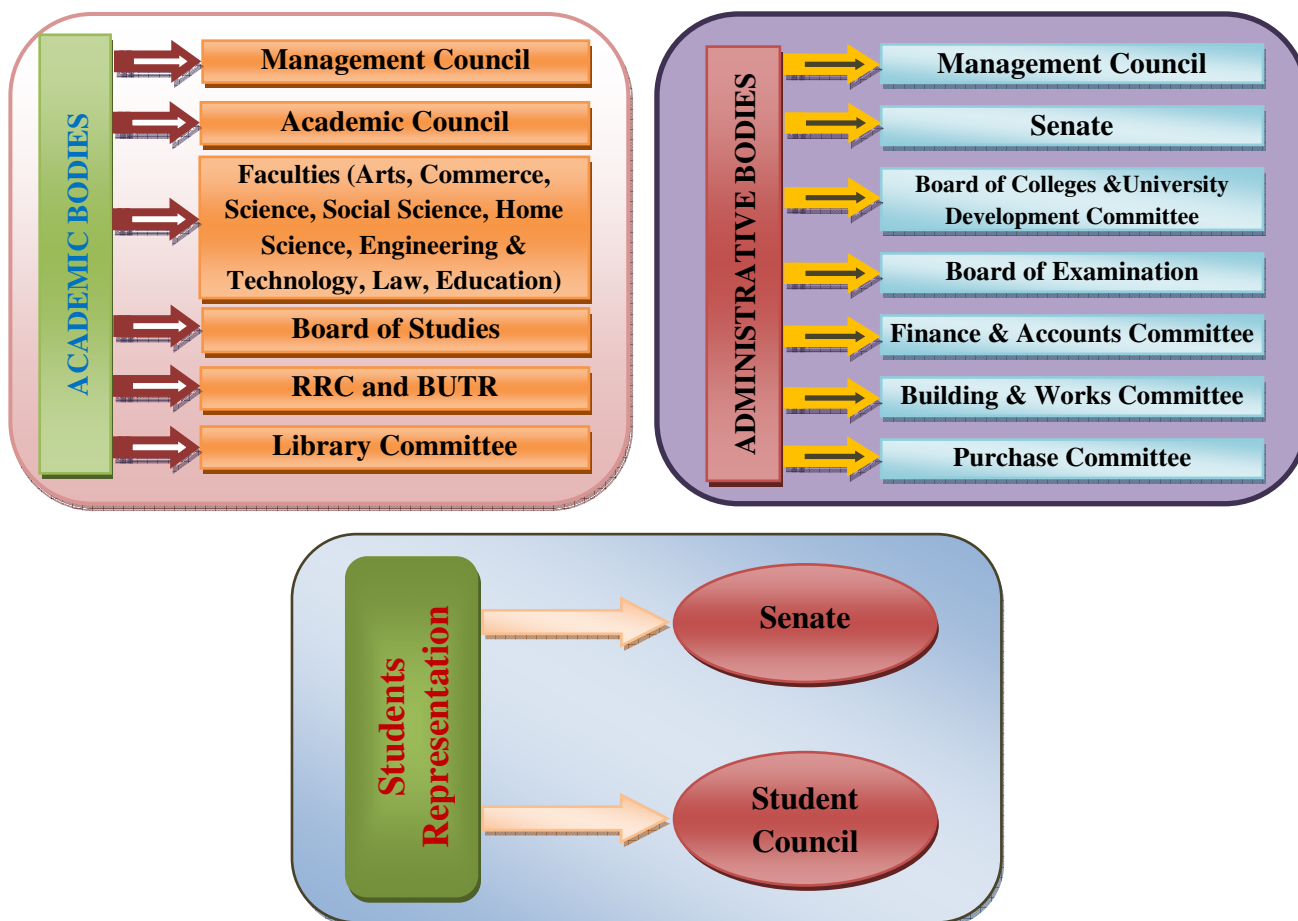 ACADEMIC BODIES
Management Council
Academic Council
Faculties (Arts, Commerce,
Science, Social Science, Home
Science, Engineering &
Technology, Law, Education)
Board of Studies
RRC and BUTR
Library Committee
ADMINISTRATIVE BODIES
Management Council
Senate
Board of Colleges &University
Development Committee
Board of Examination
Finance & Accounts Committee
Building & Works Committee
Purchase Committee
Students
Representation
Senate
Student
Council